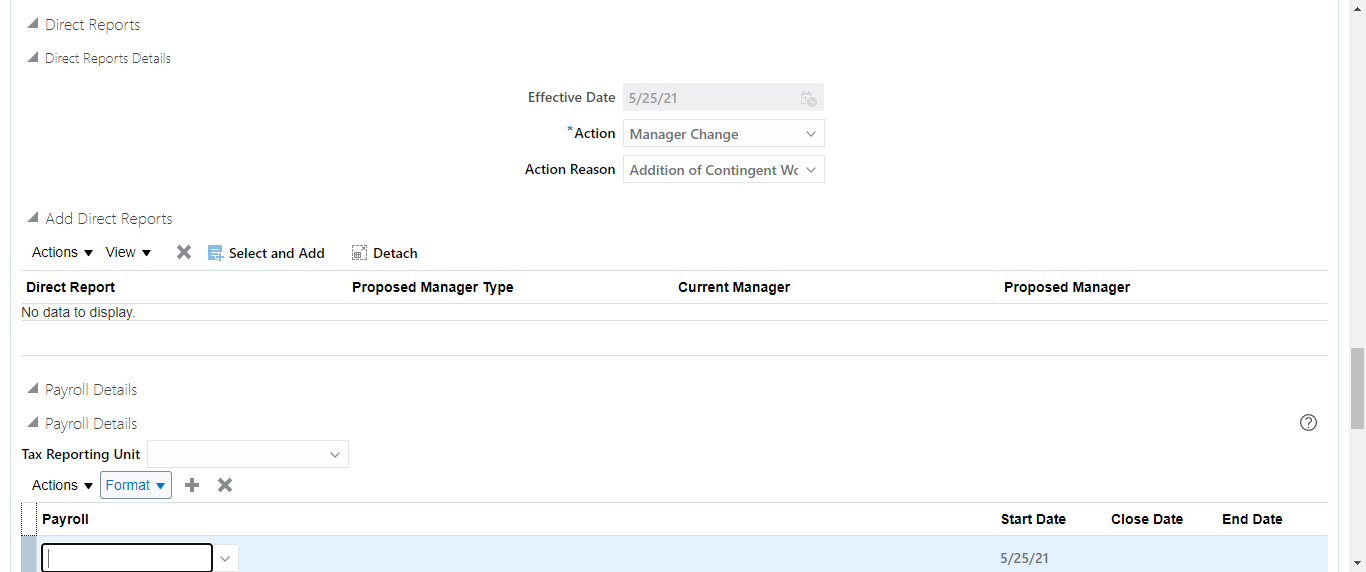 Direct Reports
Direct Reports Details
Effective Date 5/25/21
*Action Manager Change
Action Reason Addition of Contingent Wo
Add Direct Reports
Actions View Select and Add Detach
Direct Report Proposed Manager Type Current Manager Proposed Manager
No data to display.
Payroll Details
Payroll Details
Tax Reporting Unit
Actions Format
Payroll Start Date Close Date End Date
5/25/21